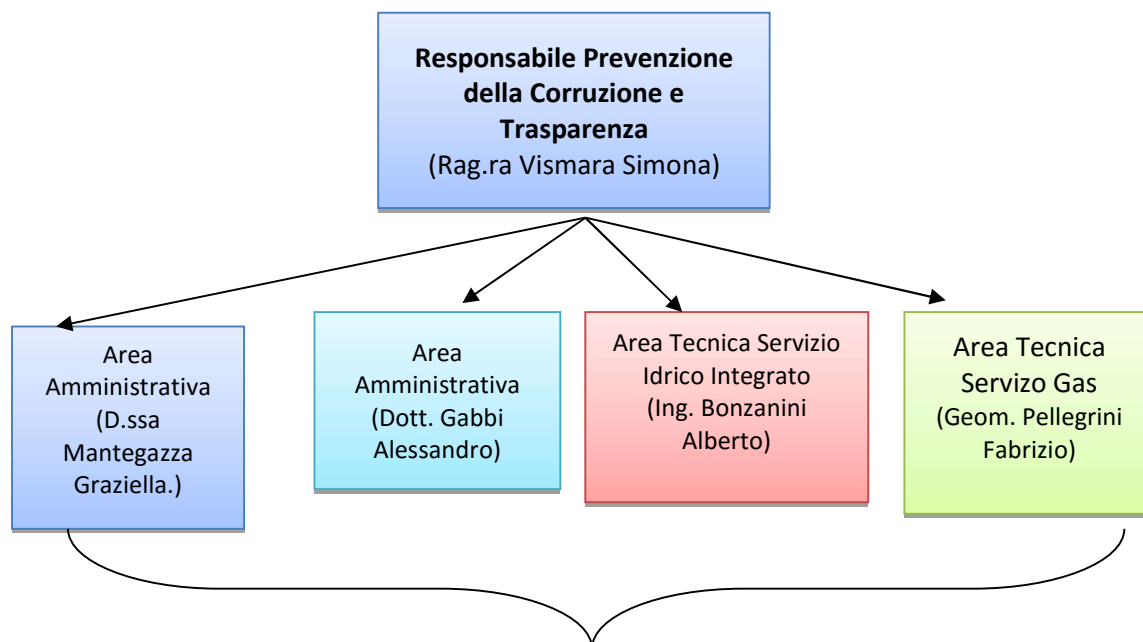 Responsabile Prevenzione
della Corruzione e
Trasparenza
(Rag.ra Vismara Simona)
Area
Amministrativa
(D.ssa
Mantegazza
Graziella.)
Area
Amministrativa
(Dott. Gabbi
Alessandro)
Area Tecnica Servizio
Idrico Integrato
(Ing. Bonzanini
Alberto)
Area Tecnica
Servizo Gas
(Geom. Pellegrini
Fabrizio)